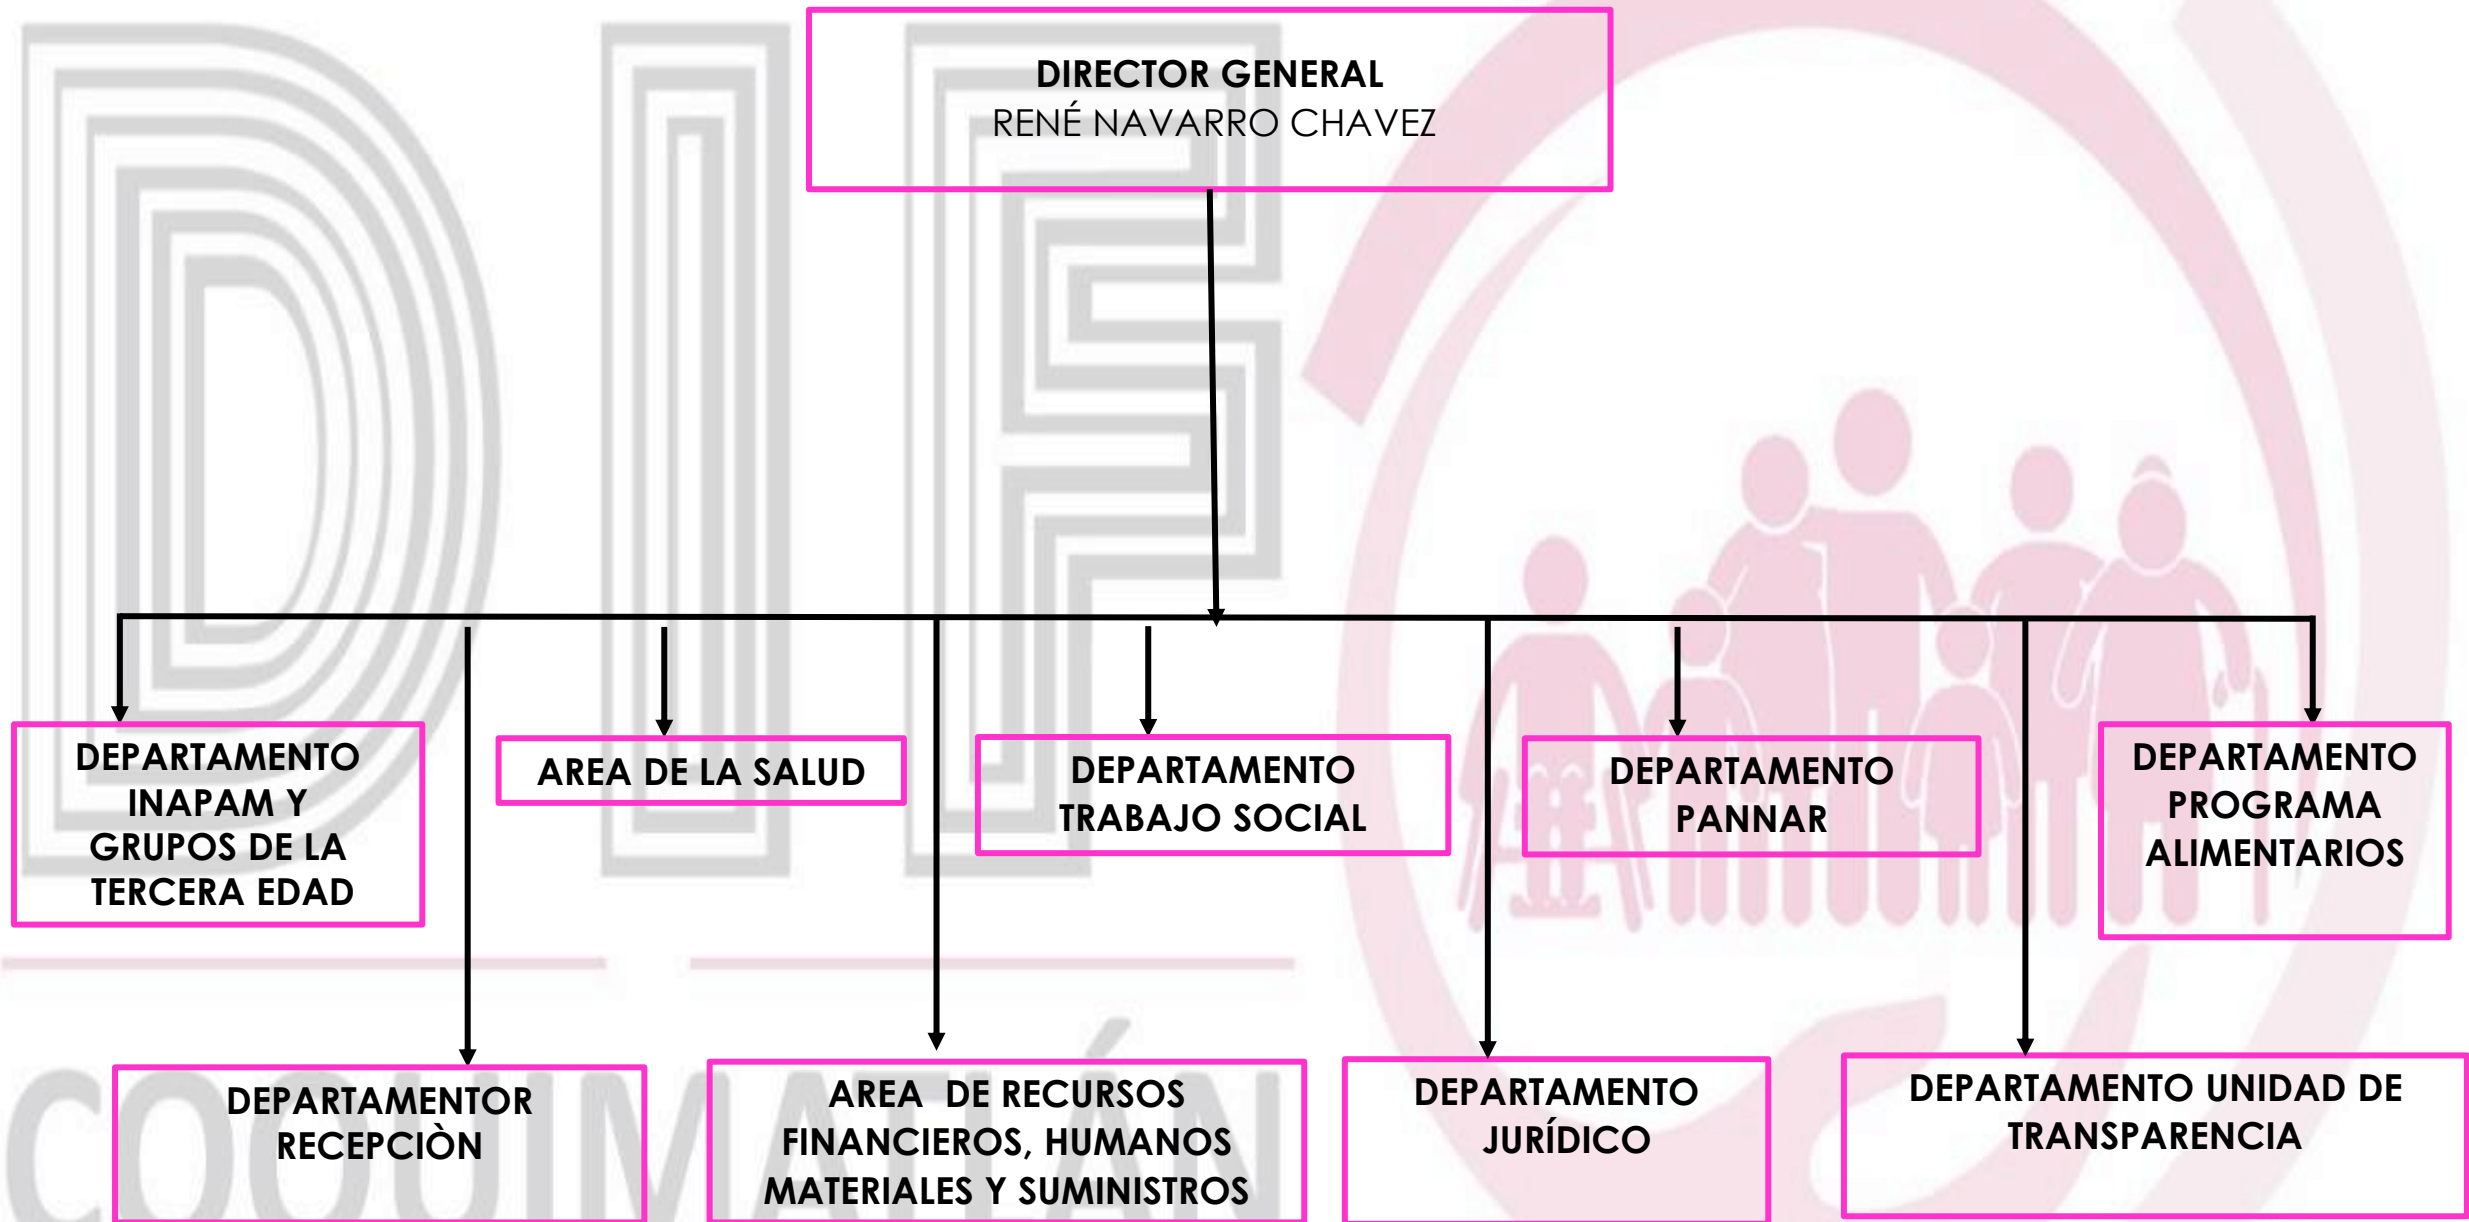 DIF
COQUIMATLÁN
DIRECTOR GENERAL
RENÉ NAVARRO CHAVEZ
DEPARTAMENTO
INAPAM Y
GRUPOS DE LA
TERCERA EDAD
AREA DE LA SALUD
DEPARTAMENTO
TRABAJO SOCIAL
DEPARTAMENTO
PANNAR
DEPARTAMENTO
PROGRAMA
ALIMENTARIOS
DEPARTAMENTOR
RECEPCIÒN
AREA  DE RECURSOS
FINANCIEROS, HUMANOS
MATERIALES Y SUMINISTROS
DEPARTAMENTO
JURÍDICO
DEPARTAMENTO UNIDAD DE
TRANSPARENCIA